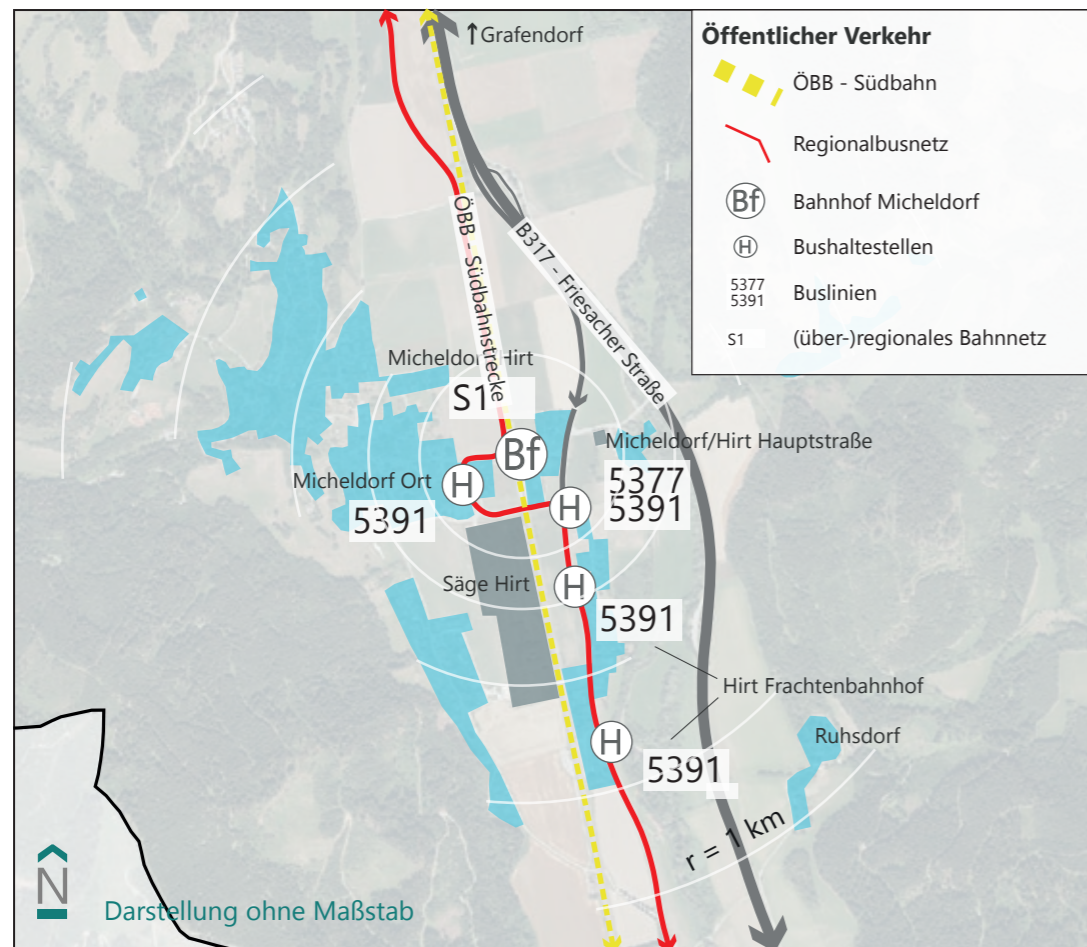 ↑Grafendorf
Öffentlicher Verkehr
ÖBB - Südbahn
Regionalbusnetz
Bf Bahnhof Micheldorf
H Bushaltestellen
5377
5391
Buslinien
S1 (über-)regionales Bahnnetz
ÖBB - Südbahnstrecke
B317 - Friesacher Straße
Micheldorf Hirt
S1
Bf
Micheldorf/Hirt Hauptstraße
5377
5391
Micheldorf Ort
H
5391
H
Säge Hirt
H
5391
Hirt Frachtenbahnhof
Ruhsdorf
H
5391
r = 1 km
N
Darstellung ohne Maßstab